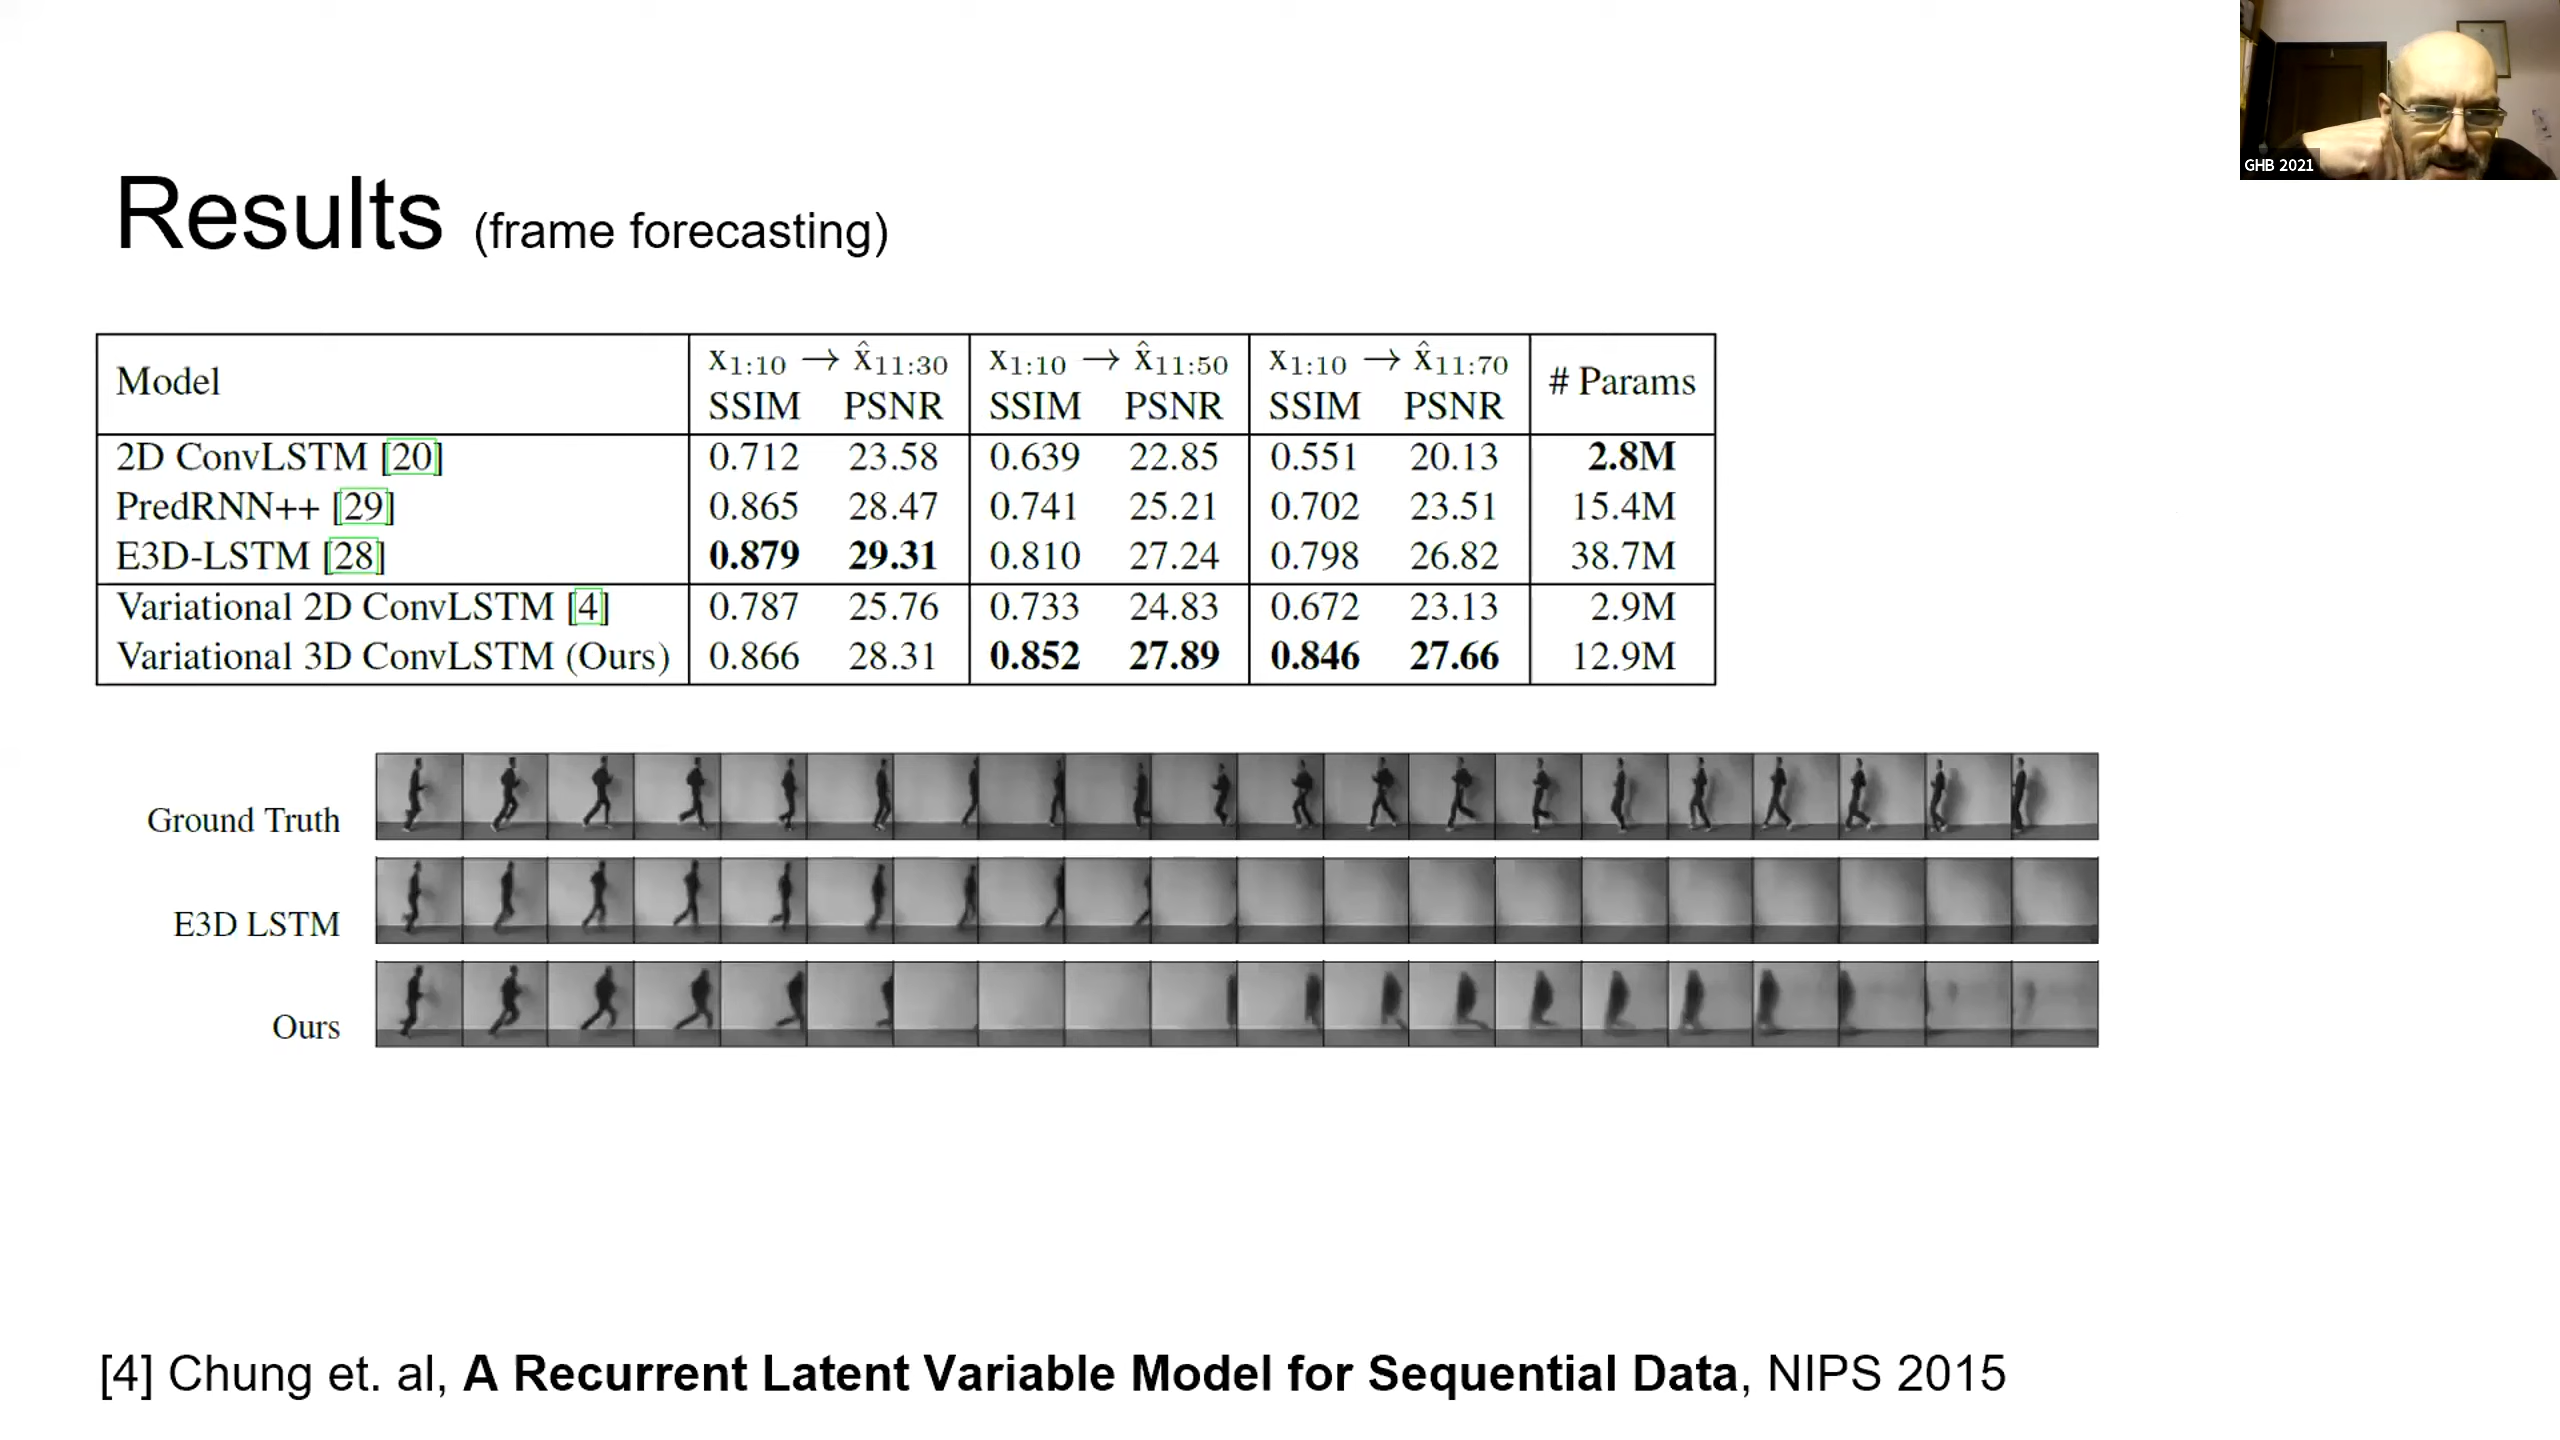 GHB 2021
Results (frame forecasting)
Model x₁:₁₀ → x̂₁₁:₃₀ x₁:₁₀ → x̂₁₁:₅₀ x₁:₁₀ → x̂₁₁:₇₀ # Params
SSIM PSNR SSIM PSNR SSIM PSNR
2D ConvLSTM [20] 0.712 23.58 0.639 22.85 0.551 20.13 2.8M
PredRNN++ [29] 0.865 28.47 0.741 25.21 0.702 23.51 15.4M
E3D-LSTM [28] 0.879 29.31 0.810 27.24 0.798 26.82 38.7M
Variational 2D ConvLSTM [4] 0.787 25.76 0.733 24.83 0.672 23.13 2.9M
Variational 3D ConvLSTM (Ours) 0.866 28.31 0.852 27.89 0.846 27.66 12.9M
Ground Truth
E3D LSTM
Ours
[4] Chung et. al, A Recurrent Latent Variable Model for Sequential Data, NIPS 2015